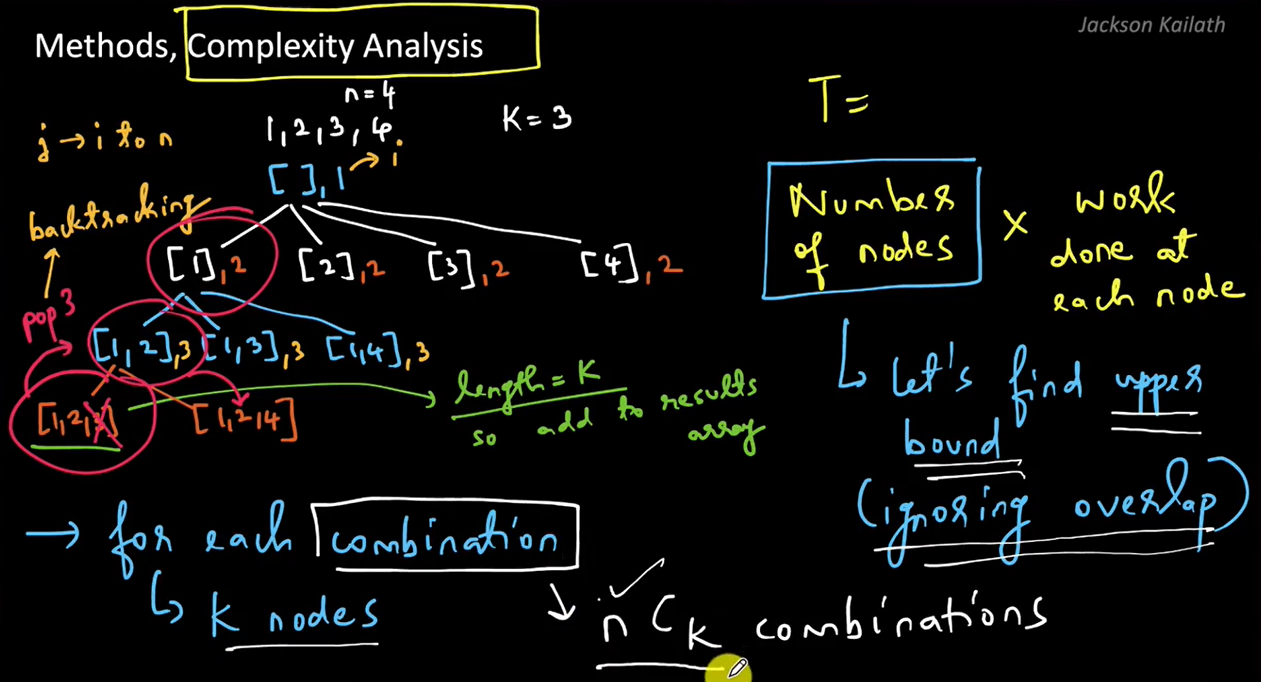 Jackson Kailath
Methods, Complexity Analysis
n = 4
1, 2, 3, 4
K = 3
j → i to n
[ ], 1 → i
backtracking
[1], 2 [2], 2 [3], 2 [4], 2
pop 3
[1, 2], 3 [1, 3], 3 [1, 4], 3
[1, 2, 3] [1, 2, 4]
length = K
so add to results
array
→ for each combination
↳ K nodes
↓ n C K combinations
T =
Number of nodes × work done at each node
↳ Let's find upper
bound
(ignoring overlap)